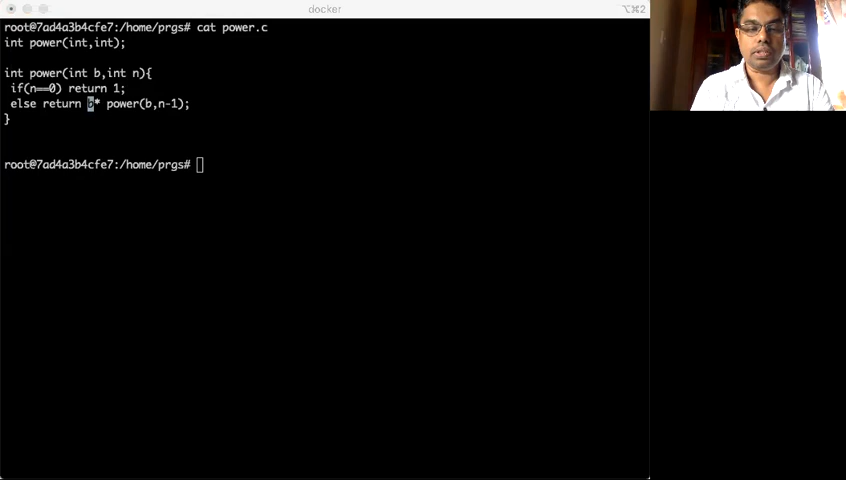 docker
⌥⌘2
root@7ad4a3b4cfe7:/home/prgs# cat power.c
int power(int,int);
int power(int b,int n){
if(n==0) return 1;
else return b* power(b,n-1);
}
root@7ad4a3b4cfe7:/home/prgs#